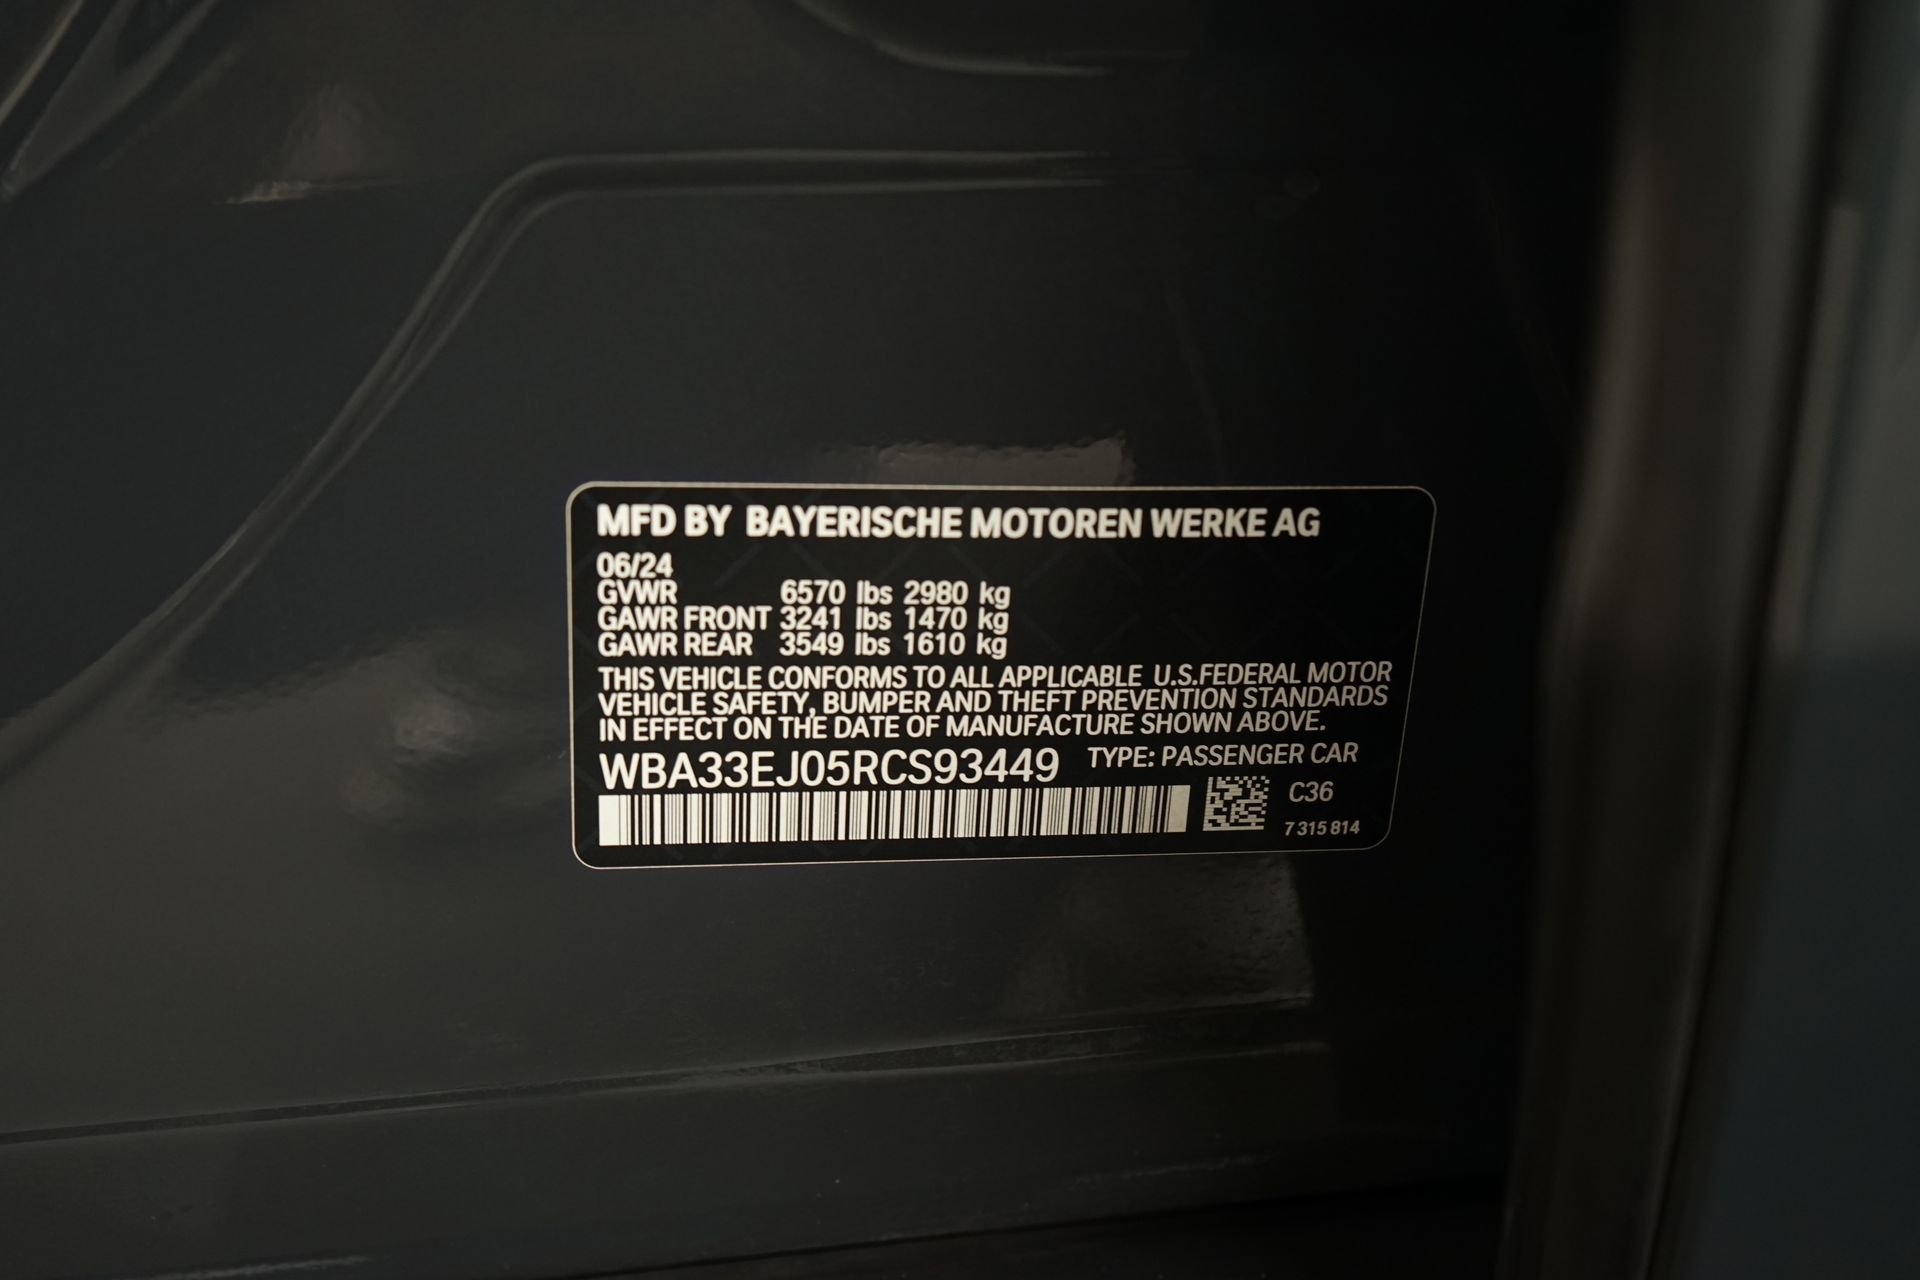 MFD BY BAYERISCHE MOTOREN WERKE AG
06/24
GVWR 6570 lbs 2980 kg
GAWR FRONT 3241 lbs 1470 kg
GAWR REAR 3549 lbs 1610 kg
THIS VEHICLE CONFORMS TO ALL APPLICABLE U.S.FEDERAL MOTOR
VEHICLE SAFETY, BUMPER AND THEFT PREVENTION STANDARDS
IN EFFECT ON THE DATE OF MANUFACTURE SHOWN ABOVE.
WBA33EJ05RCS93449 TYPE: PASSENGER CAR
C36
7 315 814